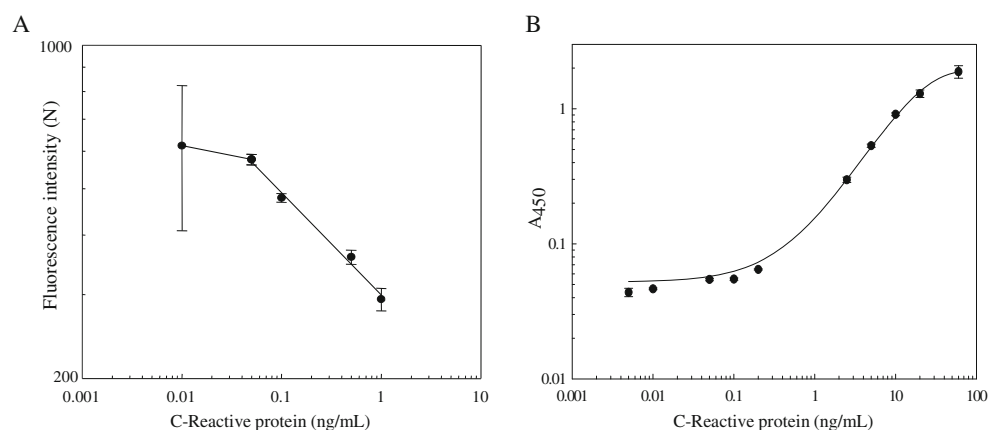 A
1000
Fluorescence intensity (N)
200
0.001 0.01 0.1 1 10
C-Reactive protein (ng/mL)
B
1
A450
0.1
0.01
0.001 0.01 0.1 1 10 100
C-Reactive protein (ng/mL)